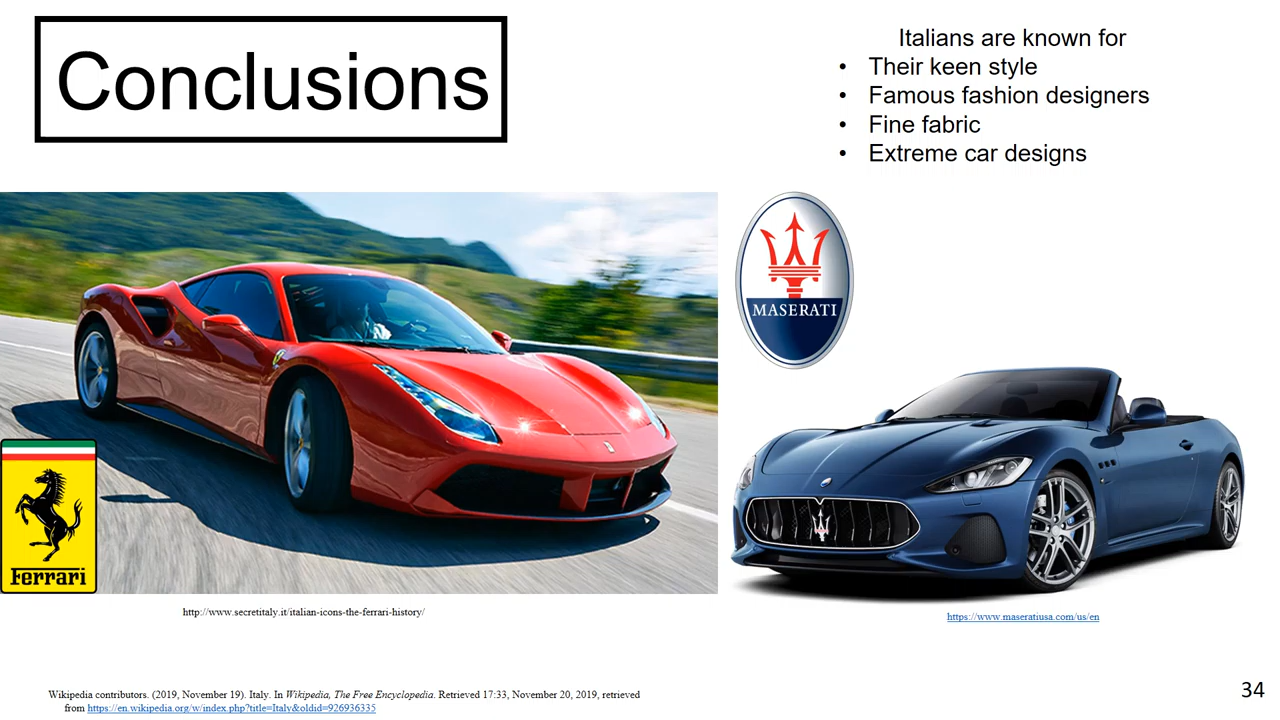 Conclusions
Italians are known for
• Their keen style
• Famous fashion designers
• Fine fabric
• Extreme car designs
MASERATI
Ferrari
http://www.secretitaly.it/italian-icons-the-ferrari-history/
https://www.maseratiusa.com/us/en
Wikipedia contributors. (2019, November 19). Italy. In Wikipedia, The Free Encyclopedia. Retrieved 17:33, November 20, 2019, retrieved
from https://en.wikipedia.org/w/index.php?title=Italy&oldid=926936335
34